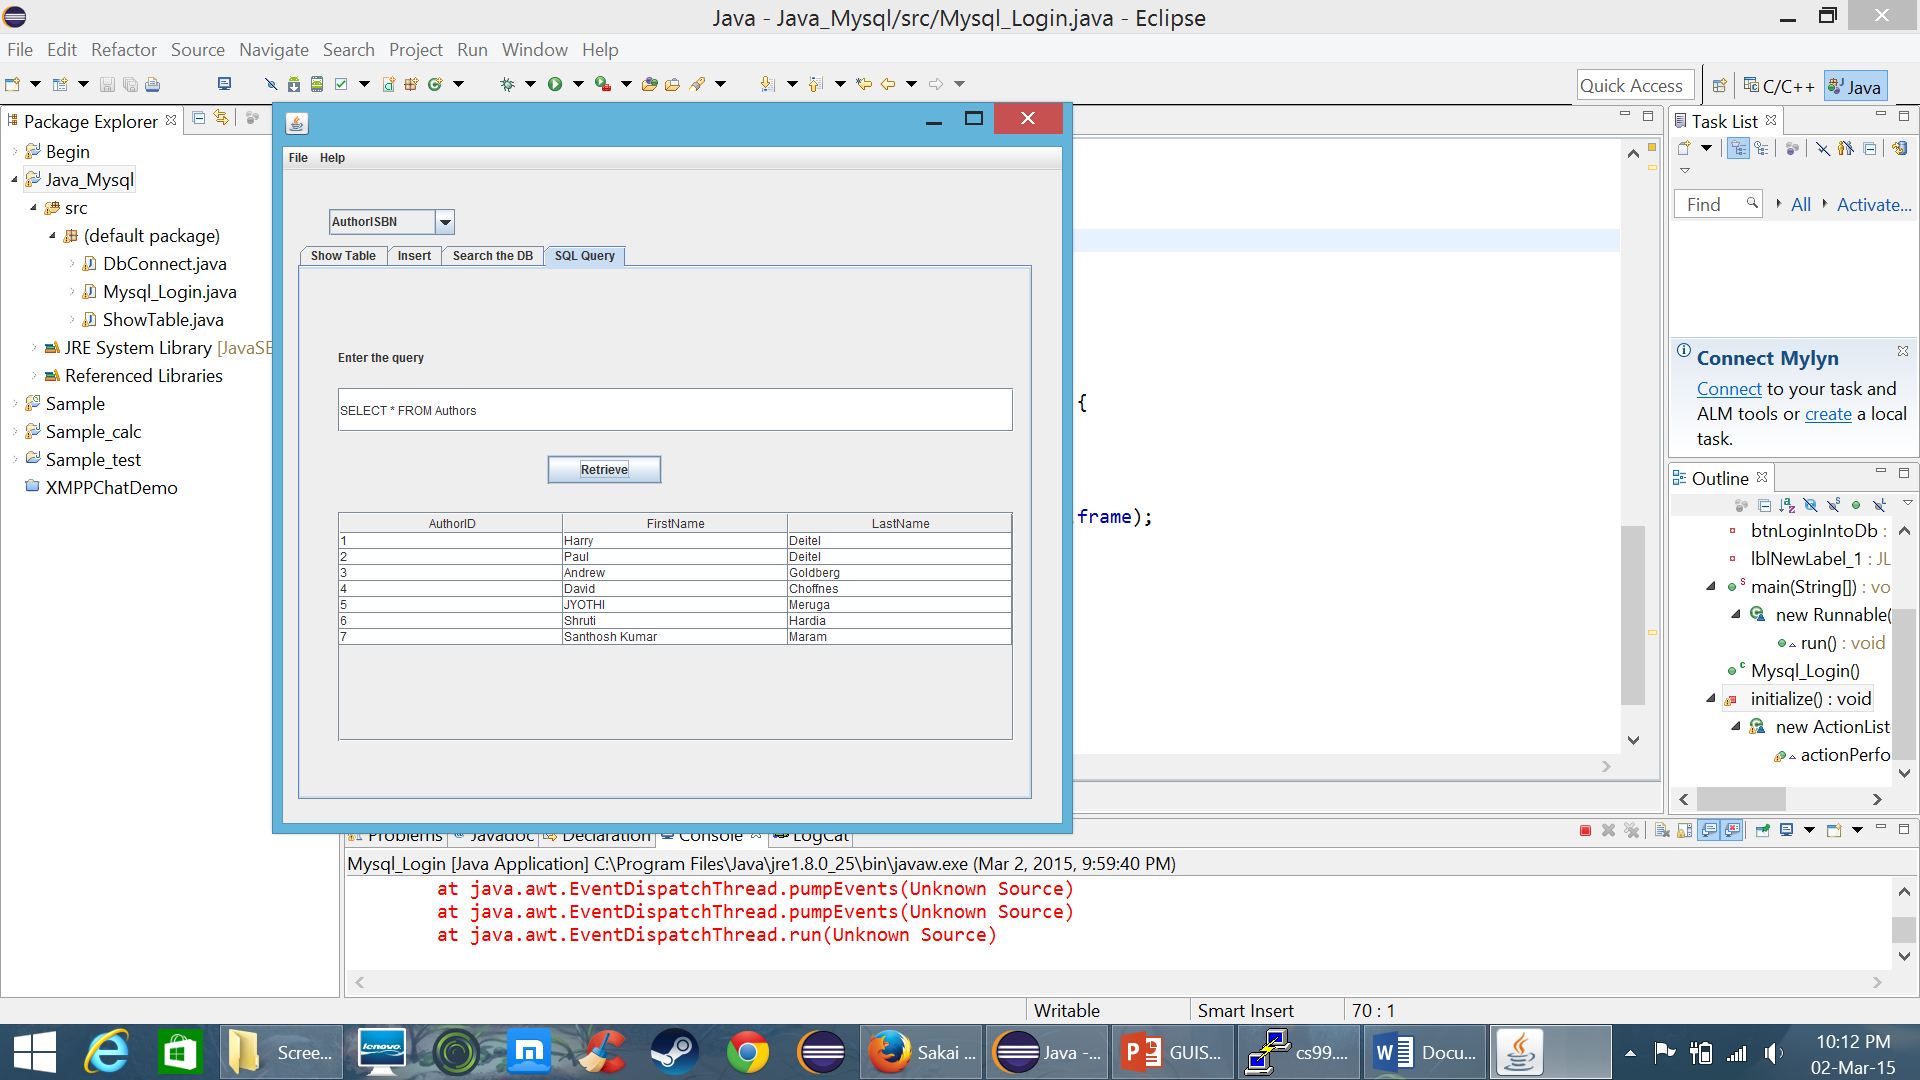 Java - Java_Mysql/src/Mysql_Login.java - Eclipse
File Edit Refactor Source Navigate Search Project Run Window Help
Quick Access
C/C++
Java
Package Explorer
Begin
Java_Mysql
src
(default package)
DbConnect.java
Mysql_Login.java
ShowTable.java
JRE System Library [JavaSE
Referenced Libraries
Sample
Sample_calc
Sample_test
XMPPChatDemo
File Help
AuthorISBN
Show Table Insert Search the DB SQL Query
Enter the query
SELECT * FROM Authors
Retrieve
AuthorID FirstName LastName
1 Harry Deitel
2 Paul Deitel
3 Andrew Goldberg
4 David Choffnes
5 JYOTHI Meruga
6 Shruti Hardia
7 Santhosh Kumar Maram
{
.frame);
Task List
Find All Activate...
Connect Mylyn
Connect to your task and
ALM tools or create a local
task.
Outline
btnLoginIntoDb :
lblNewLabel_1 : JL
main(String[]) : vo
new Runnable(
run() : void
Mysql_Login()
initialize() : void
new ActionList
actionPerfo
Problems Javadoc Declaration Console LogCat
Mysql_Login [Java Application] C:\Program Files\Java\jre1.8.0_25\bin\javaw.exe (Mar 2, 2015, 9:59:40 PM)
at java.awt.EventDispatchThread.pumpEvents(Unknown Source)
at java.awt.EventDispatchThread.pumpEvents(Unknown Source)
at java.awt.EventDispatchThread.run(Unknown Source)
Writable Smart Insert 70 : 1
Scree...
lenovo
Sakai ...
Java -...
GUIS...
cs99....
Docu...
10:12 PM
02-Mar-15